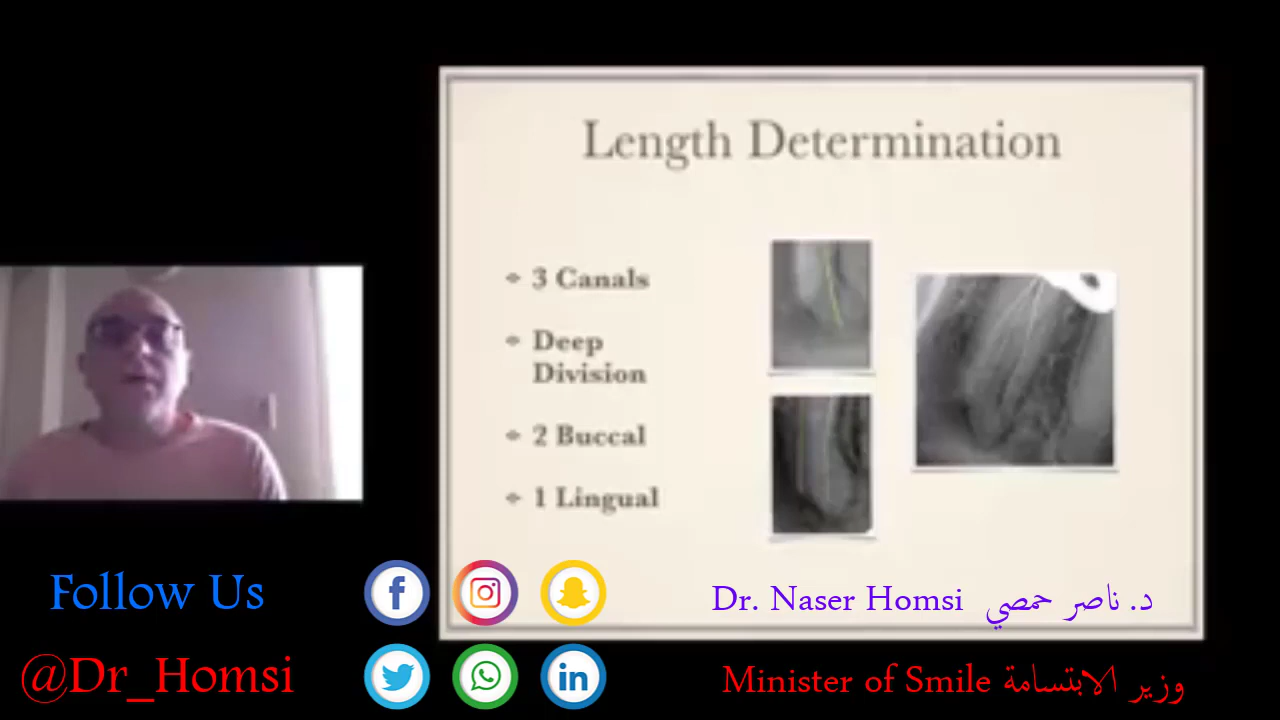 Length Determination
3 Canals
Deep
Division
2 Buccal
1 Lingual
Follow Us
Dr. Naser Homsi د. ناصر حمصي
@Dr_Homsi
in
Minister of Smile وزير الابتسامة